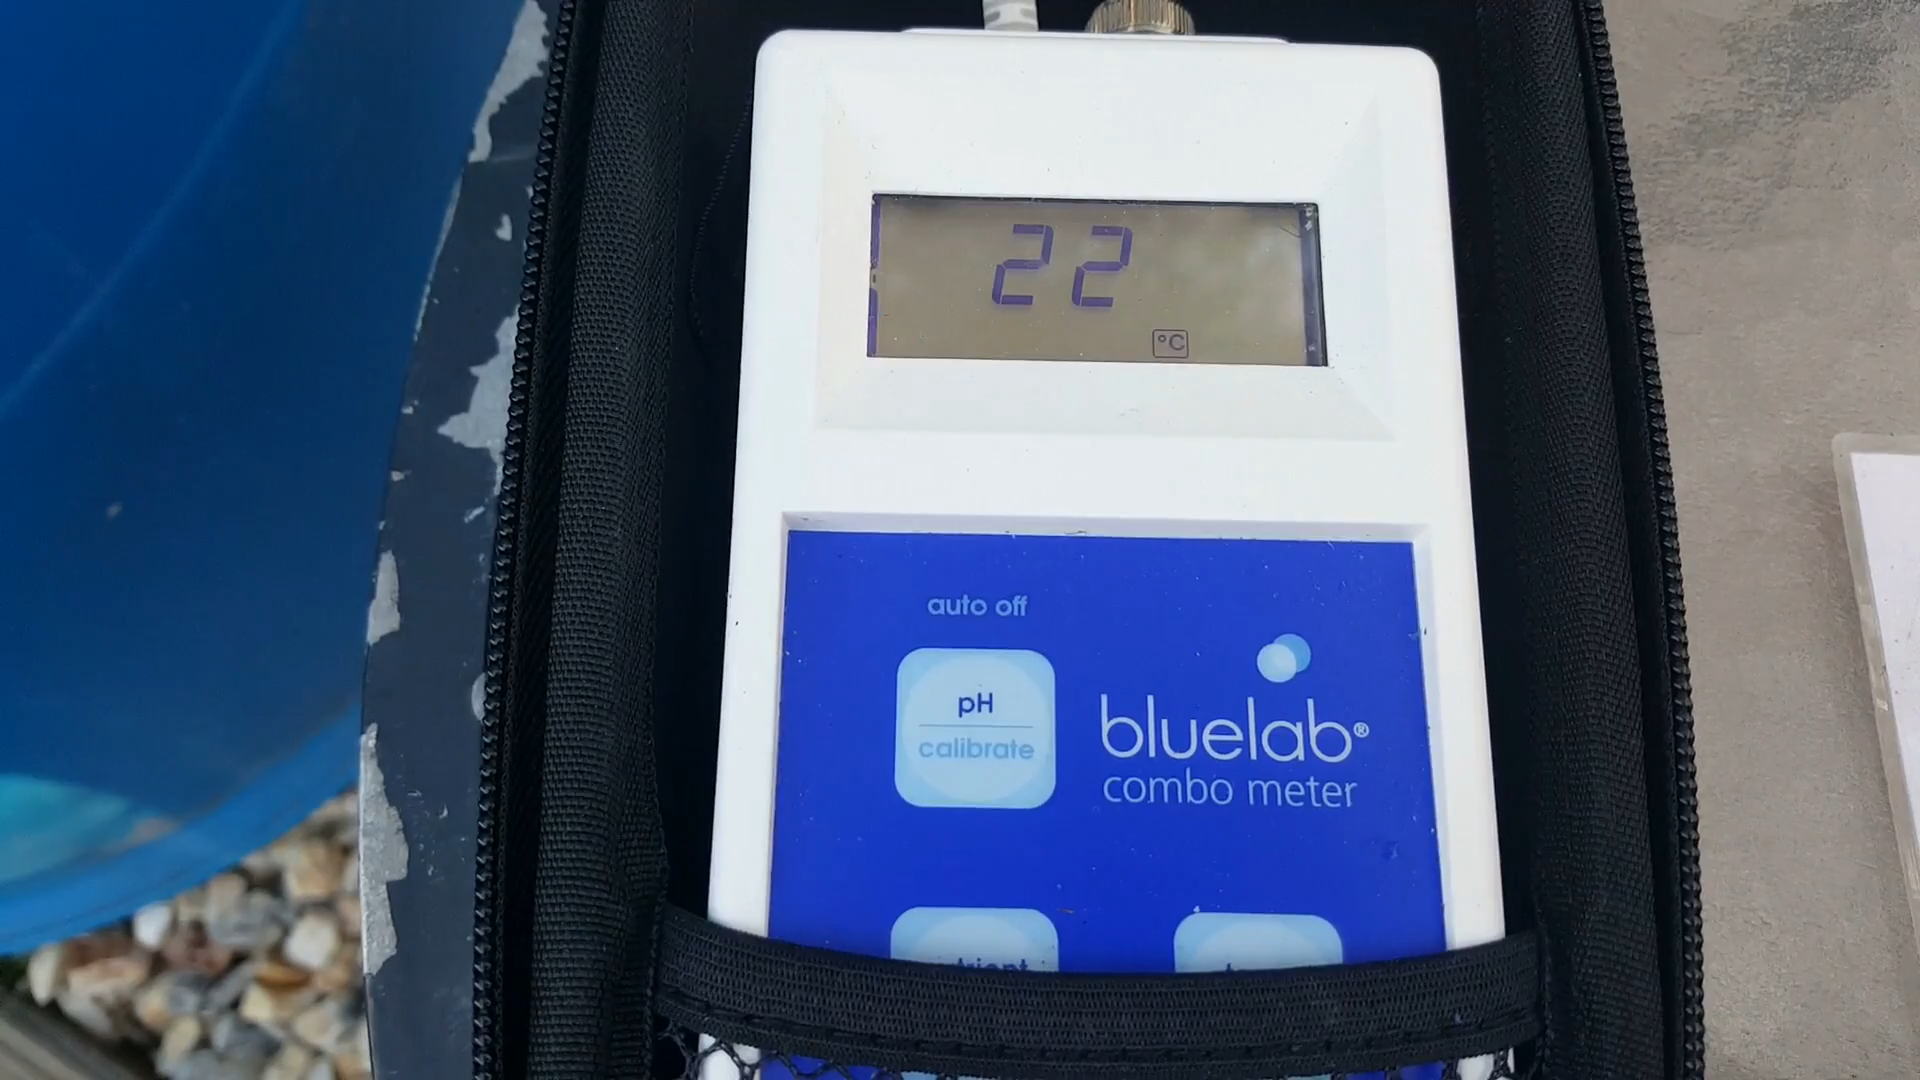 22
°C
auto off
pH
calibrate
bluelab®
combo meter